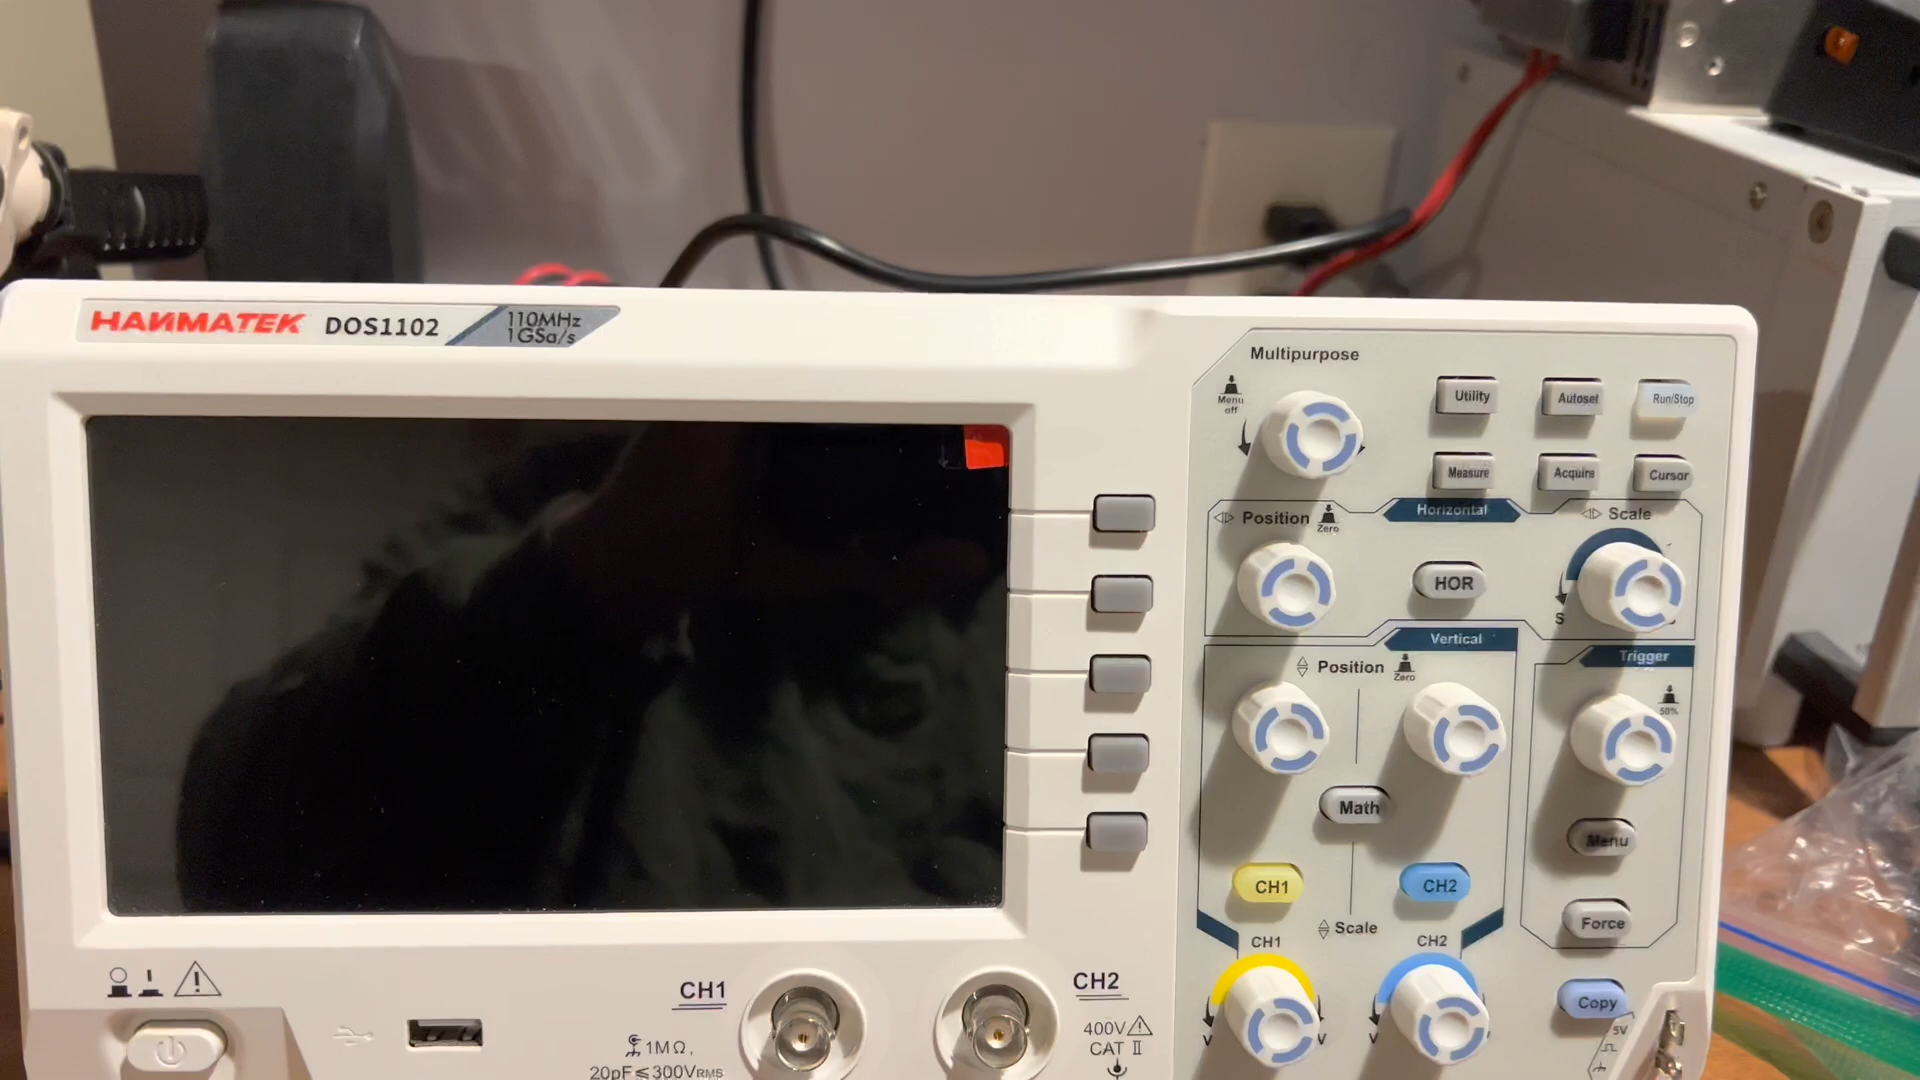 HANMATEK DOS1102 110MHz
1GSa/s
Multipurpose
Menu
off
Utility
Autoset
Run/Stop
Measure
Acquire
Cursor
Horizontal
Position
Zero
Scale
HOR
S
Vertical
Position
Zero
Trigger
50%
Math
Menu
CH1
CH2
Scale
Force
CH1
CH2
V
V
V
Copy
5V
CH1
CH2
1MΩ,
20pF≤300VRMS
400V
CAT II